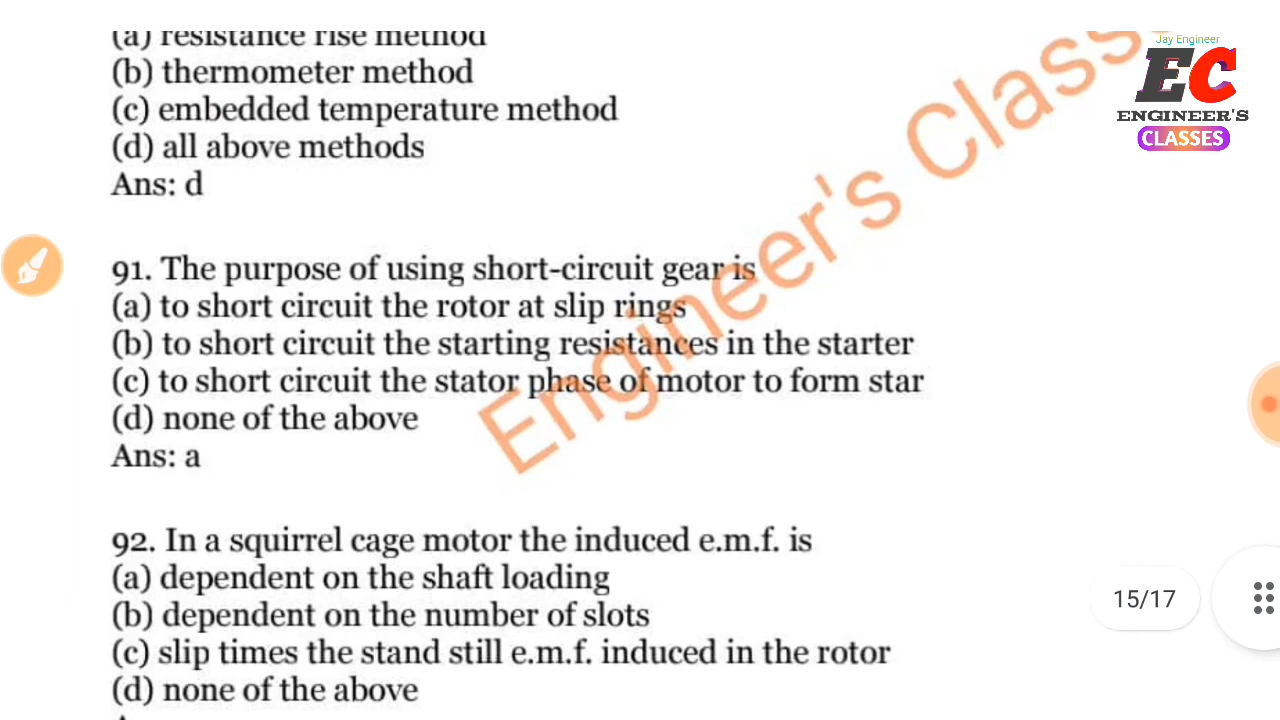 (a) resistance rise method
(b) thermometer method
(c) embedded temperature method
(d) all above methods
Ans: d
91. The purpose of using short-circuit gear is
(a) to short circuit the rotor at slip rings
(b) to short circuit the starting resistances in the starter
(c) to short circuit the stator phase of motor to form star
(d) none of the above
Ans: a
92. In a squirrel cage motor the induced e.m.f. is
(a) dependent on the shaft loading
(b) dependent on the number of slots
(c) slip times the stand still e.m.f. induced in the rotor
(d) none of the above
Engineer's Class
Jay Engineer
EC
ENGINEER'S
CLASSES
15/17